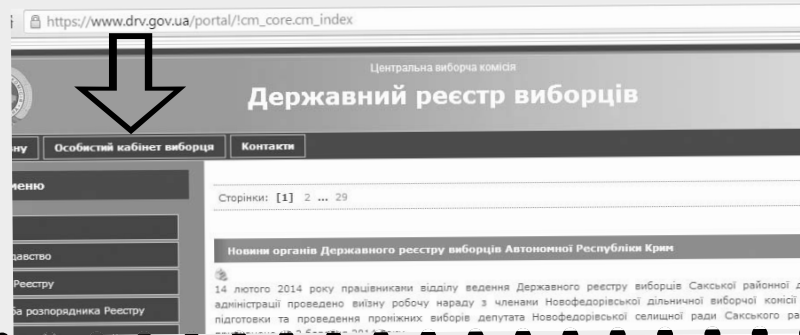 https://www.drv.gov.ua/portal/!cm_core.cm_index
Центральна виборча комісія
Державний реєстр виборців
Особистий кабінет виборця
Контакти
меню
Сторінки: [1] 2 ... 29
Новини органів Державного реєстру виборців Автономної Республіки Крим
Реєстру
розпорядника Реєстру
14 лютого 2014 року працівниками відділу ведення Державного реєстру виборців Сакської районної
адміністрації проведено виїзну робочу нараду з членами Новофедорівської дільничної виборчої комісії
підготовки та проведення проміжних виборів депутата Новофедорівської селищної ради Сакського